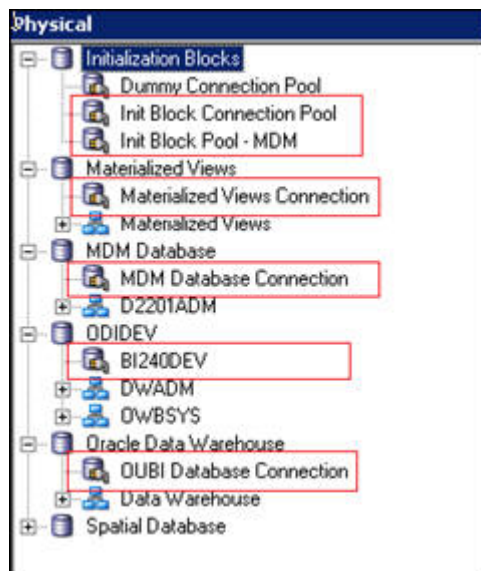 Physical
Initialization Blocks
Dummy Connection Pool
Init Block Connection Pool
Init Block Pool - MDM
Materialized Views
Materialized Views Connection
Materialized Views
MDM Database
MDM Database Connection
D2201ADM
ODIDEV
BI240DEV
DWADM
OWBSYS
Oracle Data Warehouse
OUBI Database Connection
Data Warehouse
Spatial Database